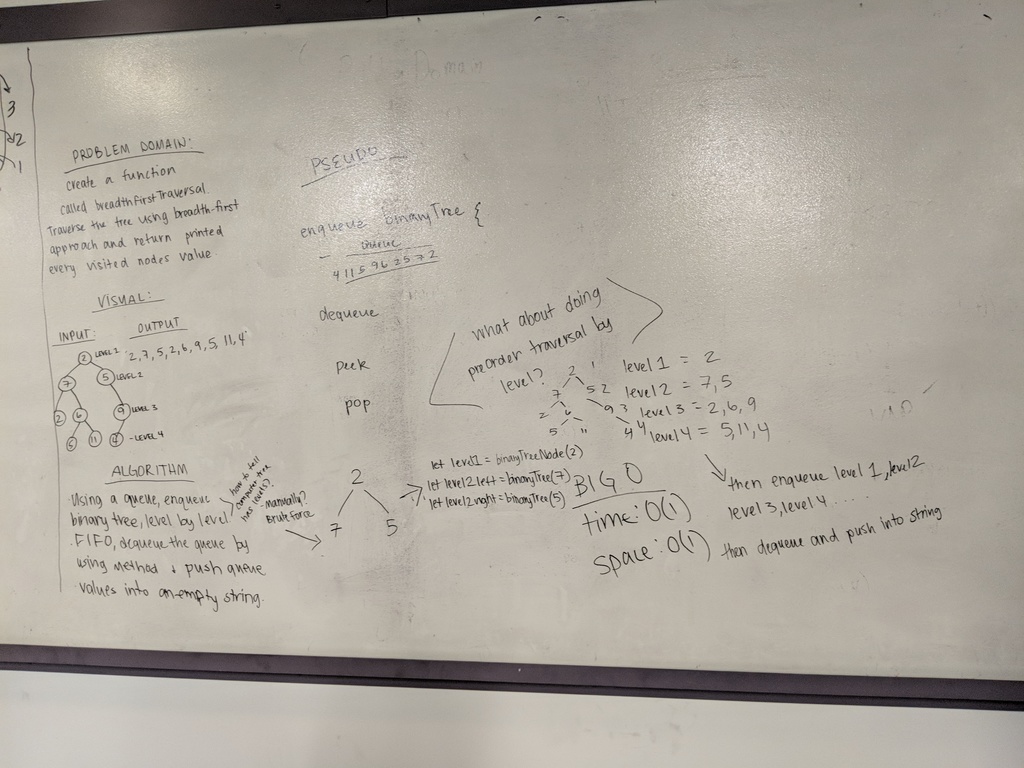 3
2
1
PROBLEM DOMAIN:
create a function
called breadthFirstTraversal.
Traverse the tree using breadth-first
approach and return printed
every visited nodes value
VISUAL:
INPUT:
OUTPUT
2 LEVEL 1
'2,7,5,2,6,9,5,11,4'
7 5 LEVEL 2
2 6 9 LEVEL 3
5 11 4 -LEVEL 4
ALGORITHM
Using a queue, enqueue
binary tree, level by level
FIFO, dequeue the queue by
using method + push queue
values into an empty string.
how to tell
computer tree
has levels?
manually?
Brute Force
PSEUDO
enqueue binaryTree {
- queue
4 11 5 9 6 2 5 7 2
dequeue
peek
pop
2
7 5
What about doing
preorder traversal by
level?
2 1
7 5 2
2 6 9 3
5 11 4 4
level 1 = 2
level 2 = 7,5
level 3 = 2,6,9
level 4 = 5,11,4
let level1 = binaryTreeNode(2)
let level2left = binaryTree(7)
let level2right = binaryTree(5)
BIG O
time: O(1)
space: O(1)
then enqueue level 1, level2
level 3, level 4 .....
then dequeue and push into string